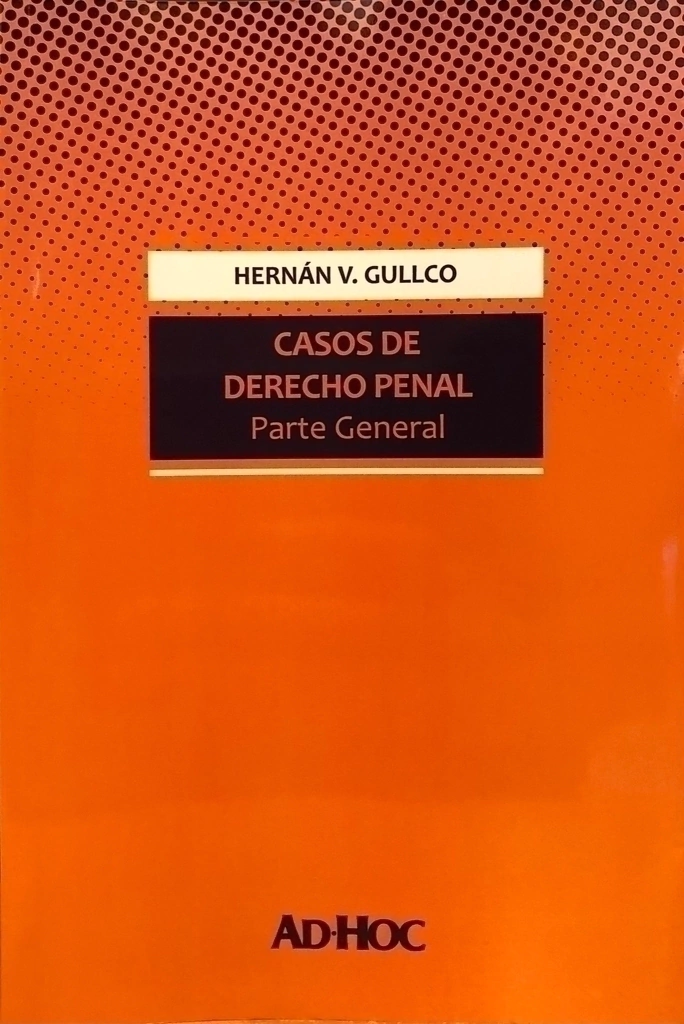 HERNÁN V. GULLCO
CASOS DE
DERECHO PENAL
Parte General
AD·HOC